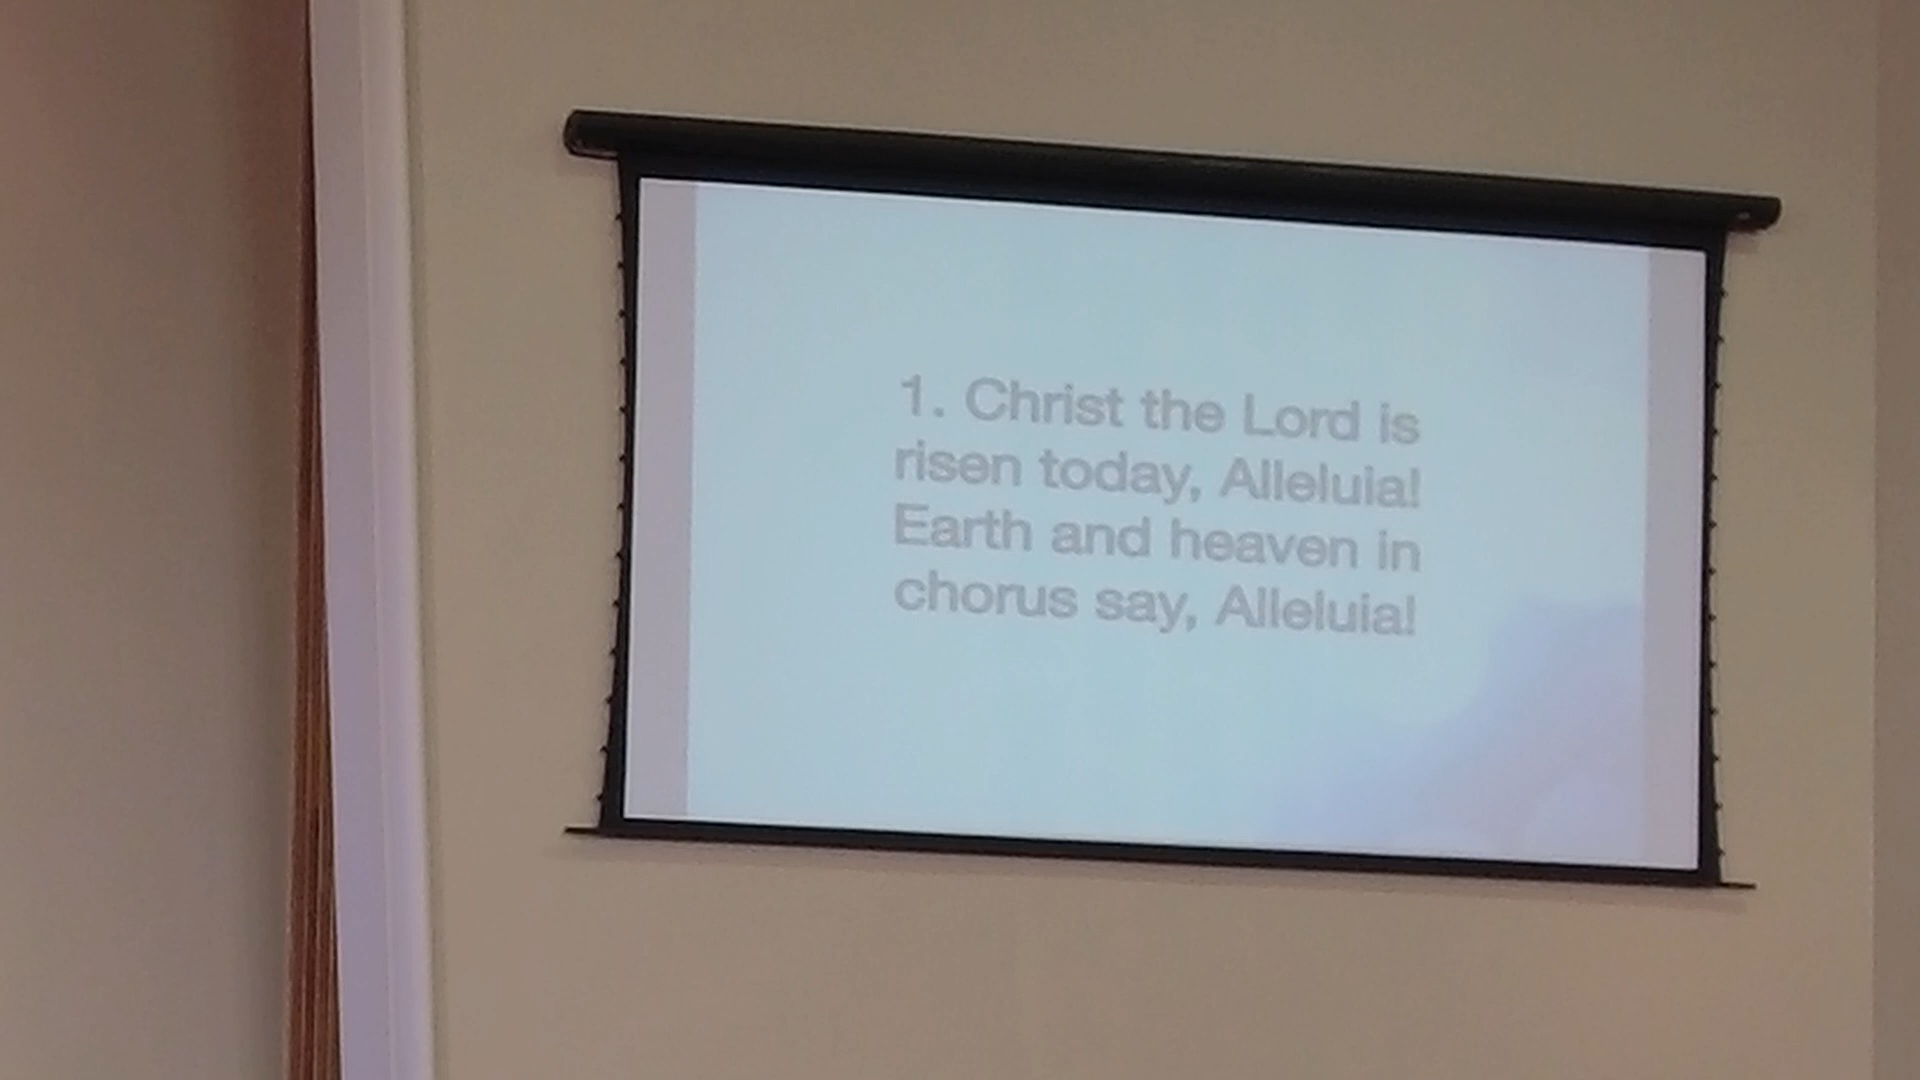 1. Christ the Lord is
risen today, Alleluia!
Earth and heaven in
chorus say, Alleluia!